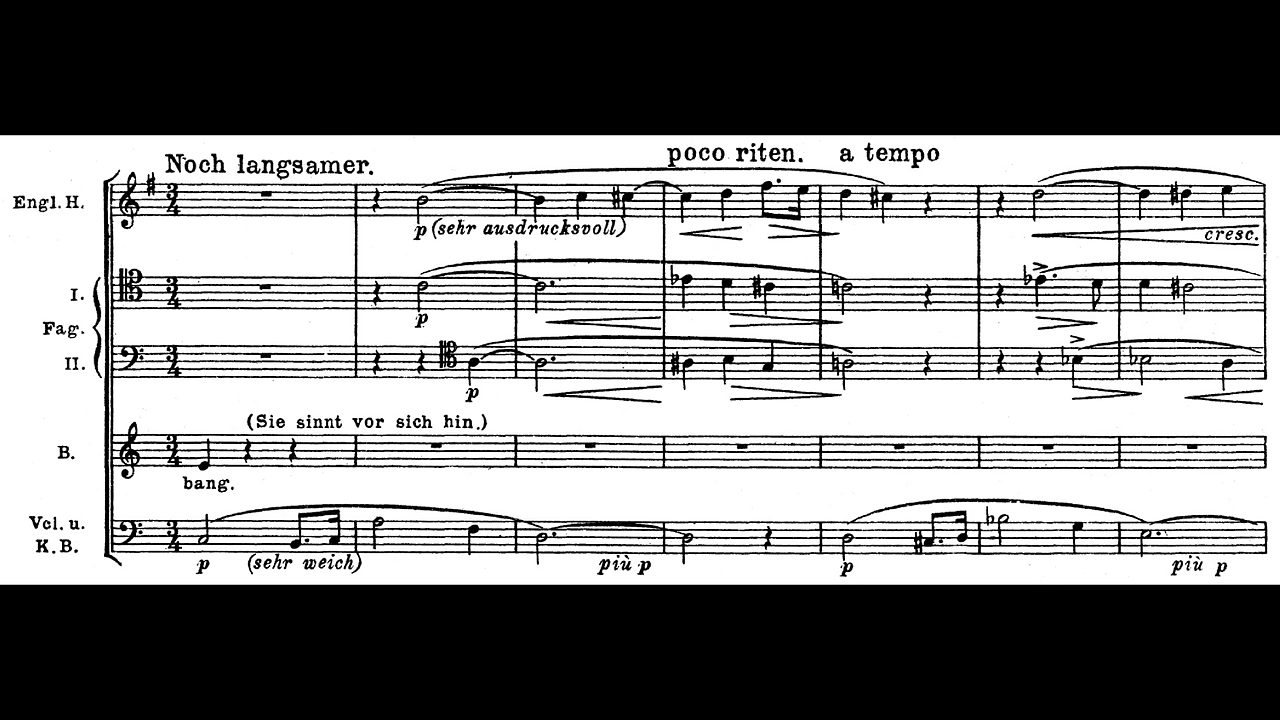 Noch langsamer.
poco riten. a tempo
Engl. H.
p (sehr ausdrucksvoll)
cresc.
I.
p
Fag.
II.
p
(Sie sinnt vor sich hin.)
B.
bang.
Vcl. u.
K. B.
p (sehr weich) più p p più p